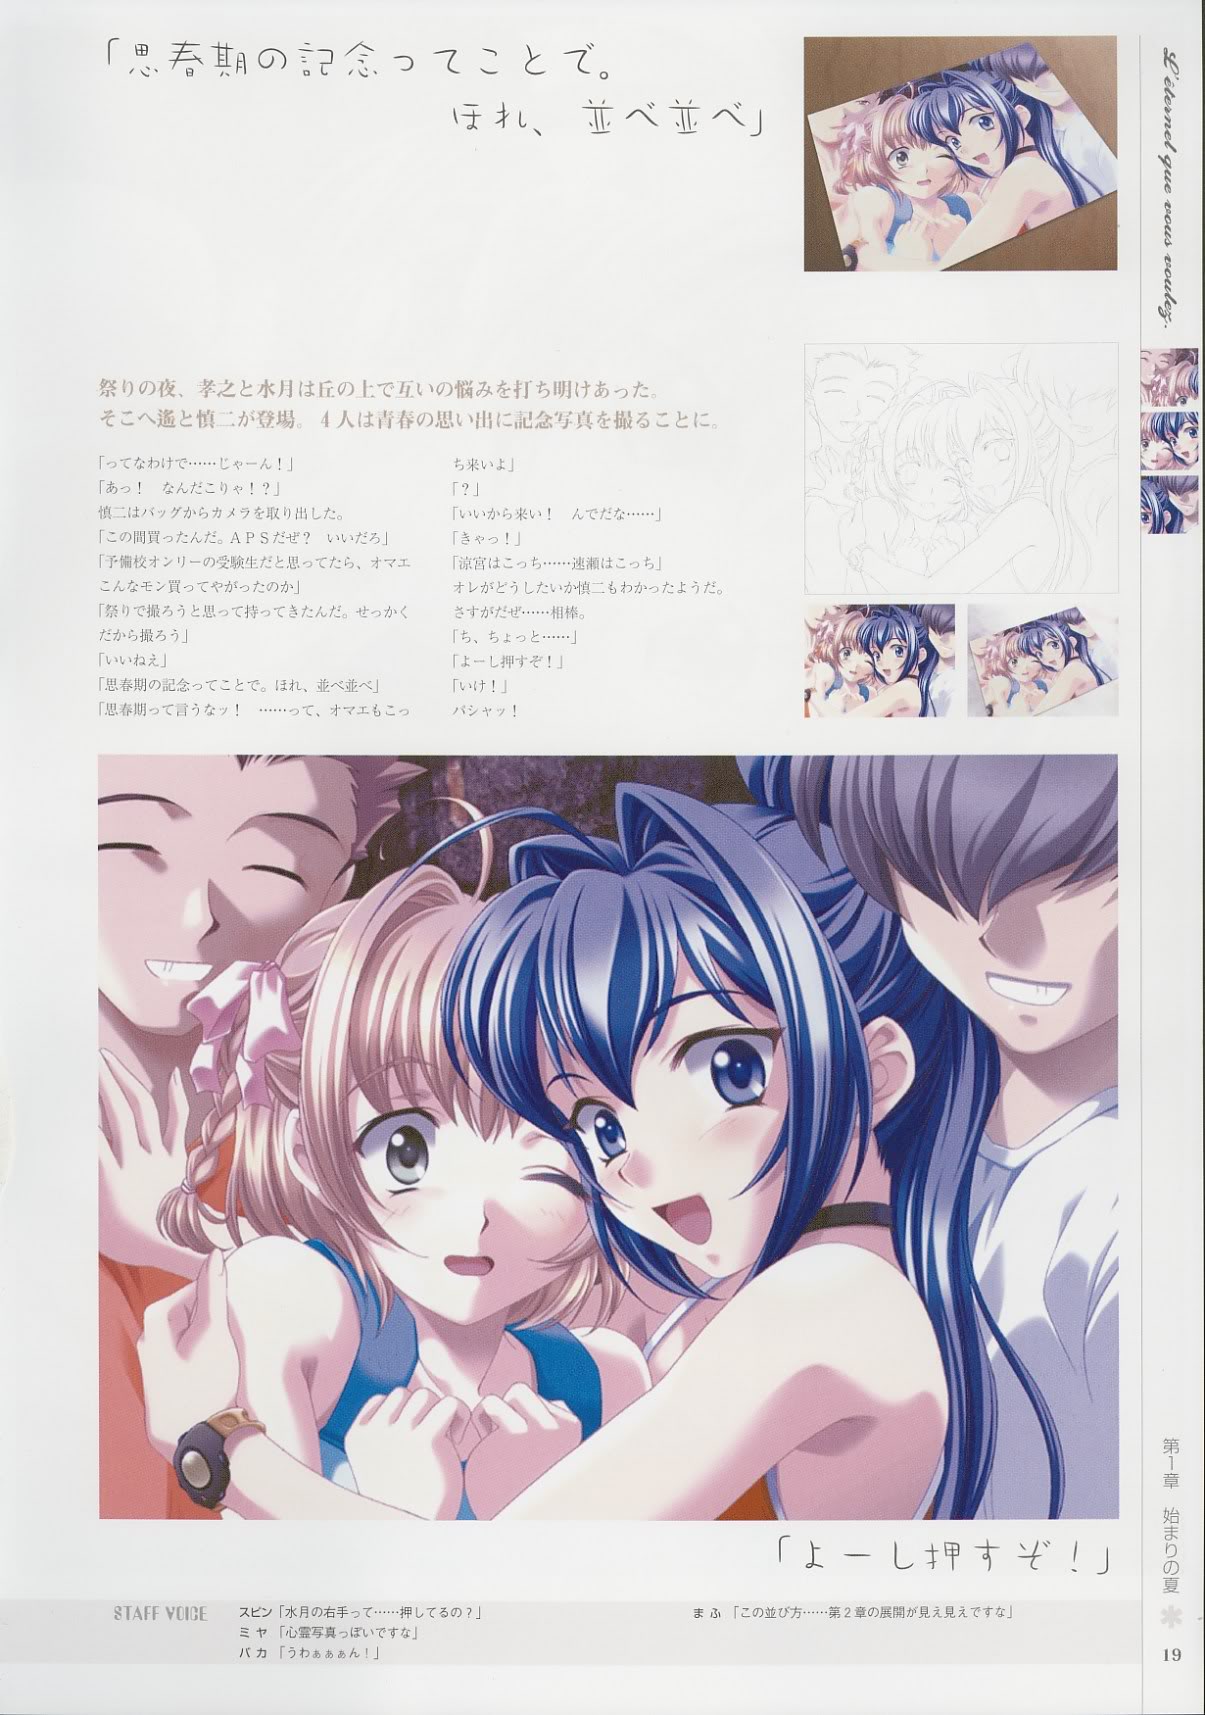 「思春期の記念ってことで。
ほれ、並べ並べ」
L'éternel que vous voulez.
祭りの夜、孝之と水月は丘の上で互いの悩みを打ち明けあった。
そこへ遙と慎二が登場。4人は青春の思い出に記念写真を撮ることに。
「ってなわけで……じゃーん！」
「あっ！　なんだこりゃ！？」
慎二はバッグからカメラを取り出した。
「この間買ったんだ。ＡＰＳだぜ？　いいだろ」
「予備校オンリーの受験生だと思ってたら、オマエ
こんなモン買ってやがったのか」
「祭りで撮ろうと思って持ってきたんだ。せっかく
だから撮ろう」
「いいねえ」
「思春期の記念ってことで。ほれ、並べ並べ」
「思春期って言うなッ！　……って、オマエもこっ
ち来いよ」
「？」
「いいから来い！　んでだな……」
「きゃっ！」
「涼宮はこっち……速瀬はこっち」
オレがどうしたいか慎二もわかったようだ。
さすがだぜ……相棒。
「ち、ちょっと……」
「よーし押すぞ！」
「いけ！」
パシャッ！
「よーし押すぞ！」
STAFF VOICE
スピン「水月の右手って……押してるの？」
ミヤ「心霊写真っぽいですな」
バカ「うわぁぁぁん！」
まふ「この並び方……第２章の展開が見え見えですな」
第1章　始まりの夏
19